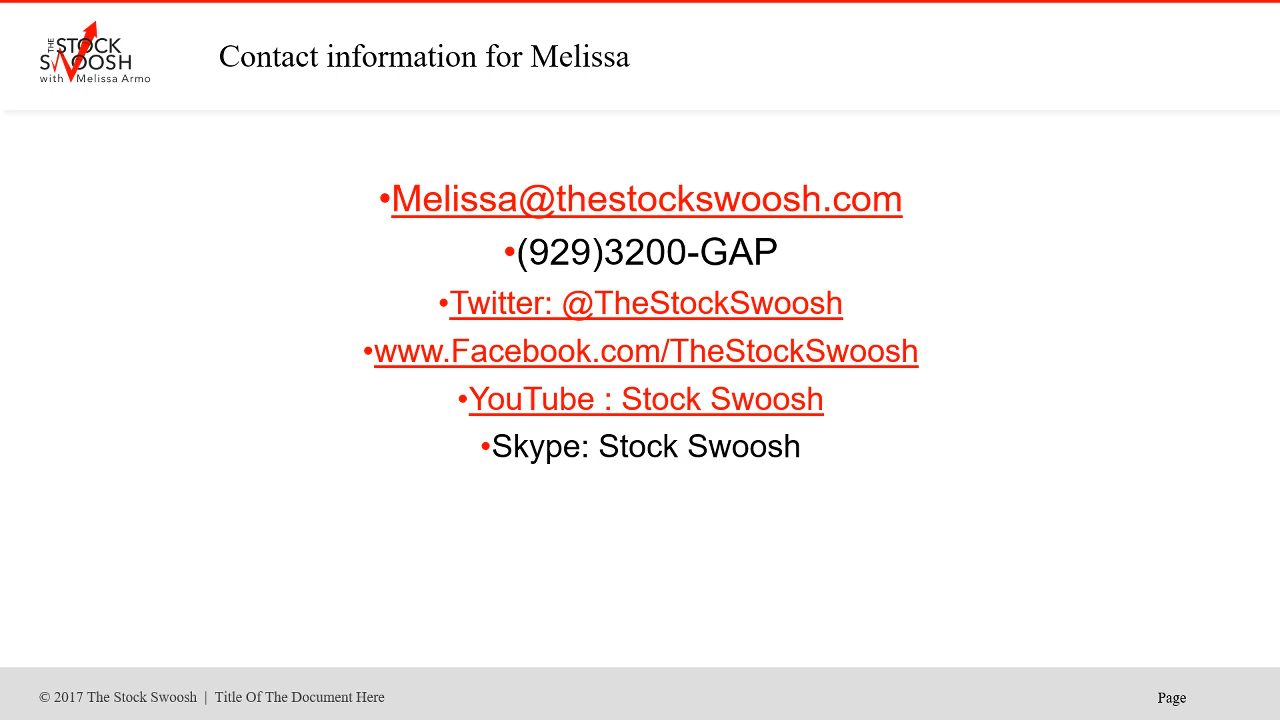 THE STOCK
SWOOSH
with Melissa Armo
Contact information for Melissa
•Melissa@thestockswoosh.com
•(929)3200-GAP
•Twitter: @TheStockSwoosh
•www.Facebook.com/TheStockSwoosh
•YouTube : Stock Swoosh
•Skype: Stock Swoosh
© 2017 The Stock Swoosh | Title Of The Document Here
Page